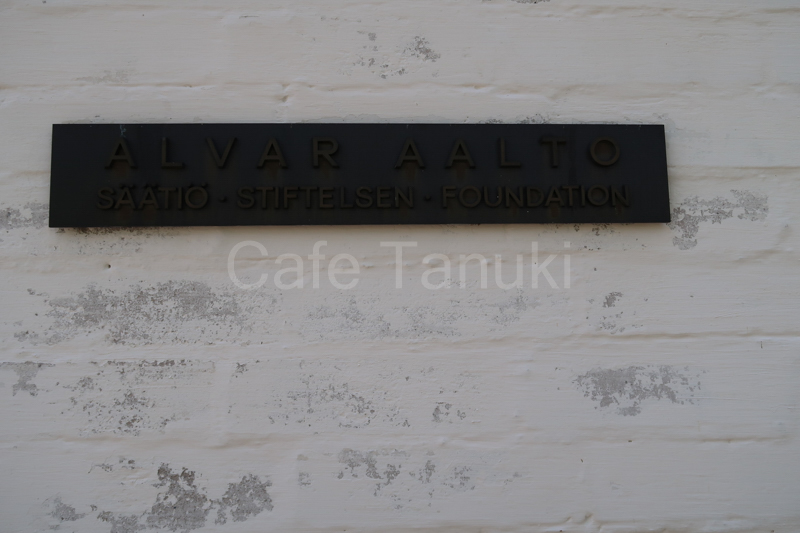 ALVAR AALTO
SÄÄTIÖ · STIFTELSEN · FOUNDATION
Cafe Tanuki